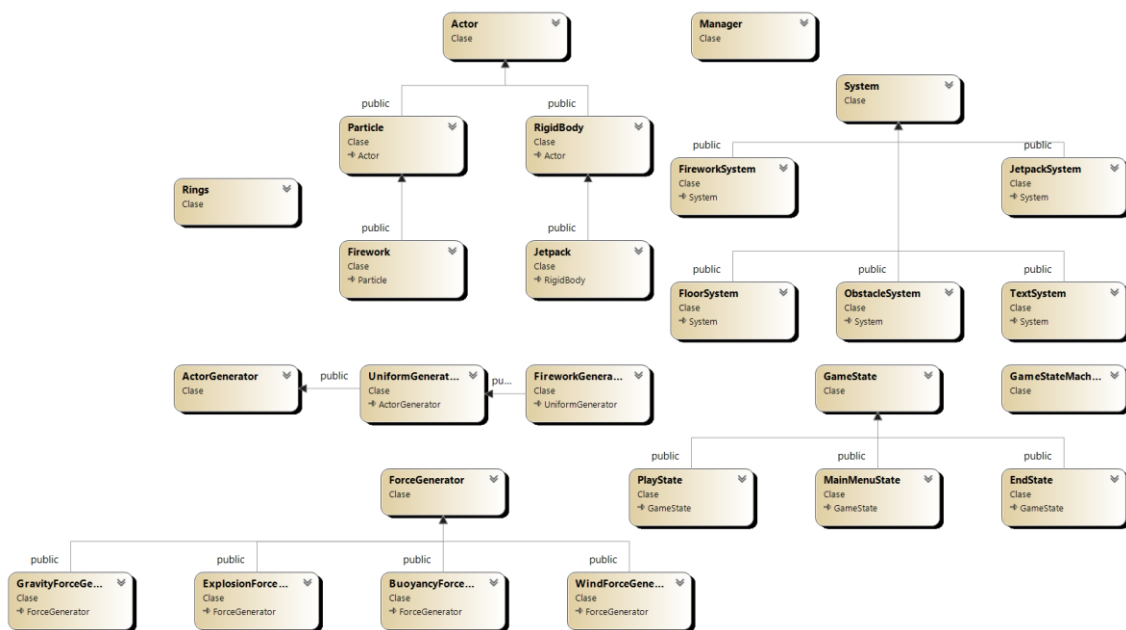 Actor
Clase
Manager
Clase
System
Clase
public
public
Particle
Clase
Actor
RigidBody
Clase
Actor
public
public
FireworkSystem
Clase
System
JetpackSystem
Clase
System
Rings
Clase
public
public
Firework
Clase
Particle
Jetpack
Clase
RigidBody
public
public
public
FloorSystem
Clase
System
ObstacleSystem
Clase
System
TextSystem
Clase
System
ActorGenerator
Clase
public
UniformGenerat...
Clase
ActorGenerator
pu...
FireworkGenera...
Clase
UniformGenerator
GameState
Clase
GameStateMach...
Clase
public
public
public
PlayState
Clase
GameState
MainMenuState
Clase
GameState
EndState
Clase
GameState
ForceGenerator
Clase
public
public
public
public
GravityForceGe...
Clase
ForceGenerator
ExplosionForce...
Clase
ForceGenerator
BuoyancyForce...
Clase
ForceGenerator
WindForceGene...
Clase
ForceGenerator